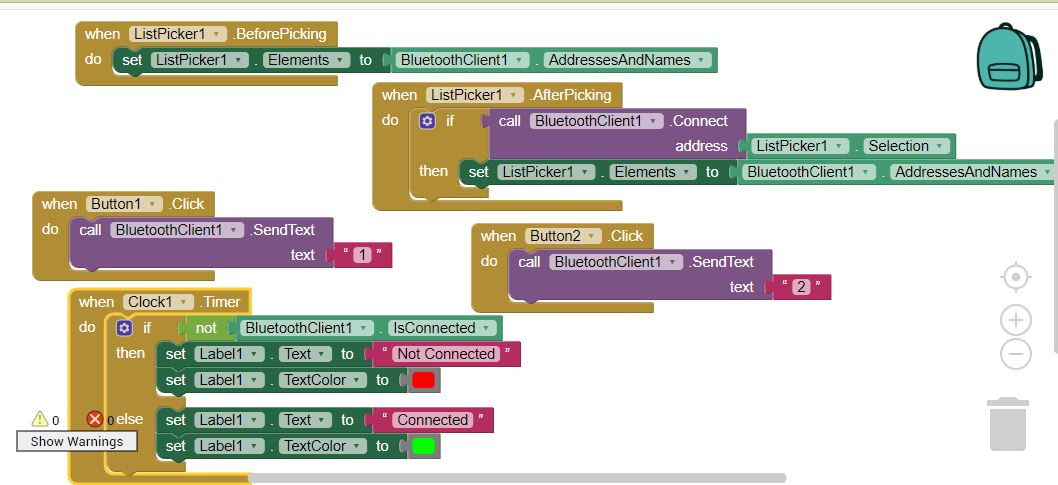 when ListPicker1 .BeforePicking
do set ListPicker1 . Elements to BluetoothClient1 . AddressesAndNames
when ListPicker1 .AfterPicking
do if call BluetoothClient1 .Connect
address ListPicker1 . Selection
then set ListPicker1 . Elements to BluetoothClient1 . AddressesAndNames
when Button1 .Click
do call BluetoothClient1 .SendText
text “ 1 ”
when Button2 .Click
do call BluetoothClient1 .SendText
text “ 2 ”
when Clock1 .Timer
do if not BluetoothClient1 . IsConnected
then set Label1 . Text to “ Not Connected ”
set Label1 . TextColor to
else set Label1 . Text to “ Connected ”
set Label1 . TextColor to
0 0
Show Warnings